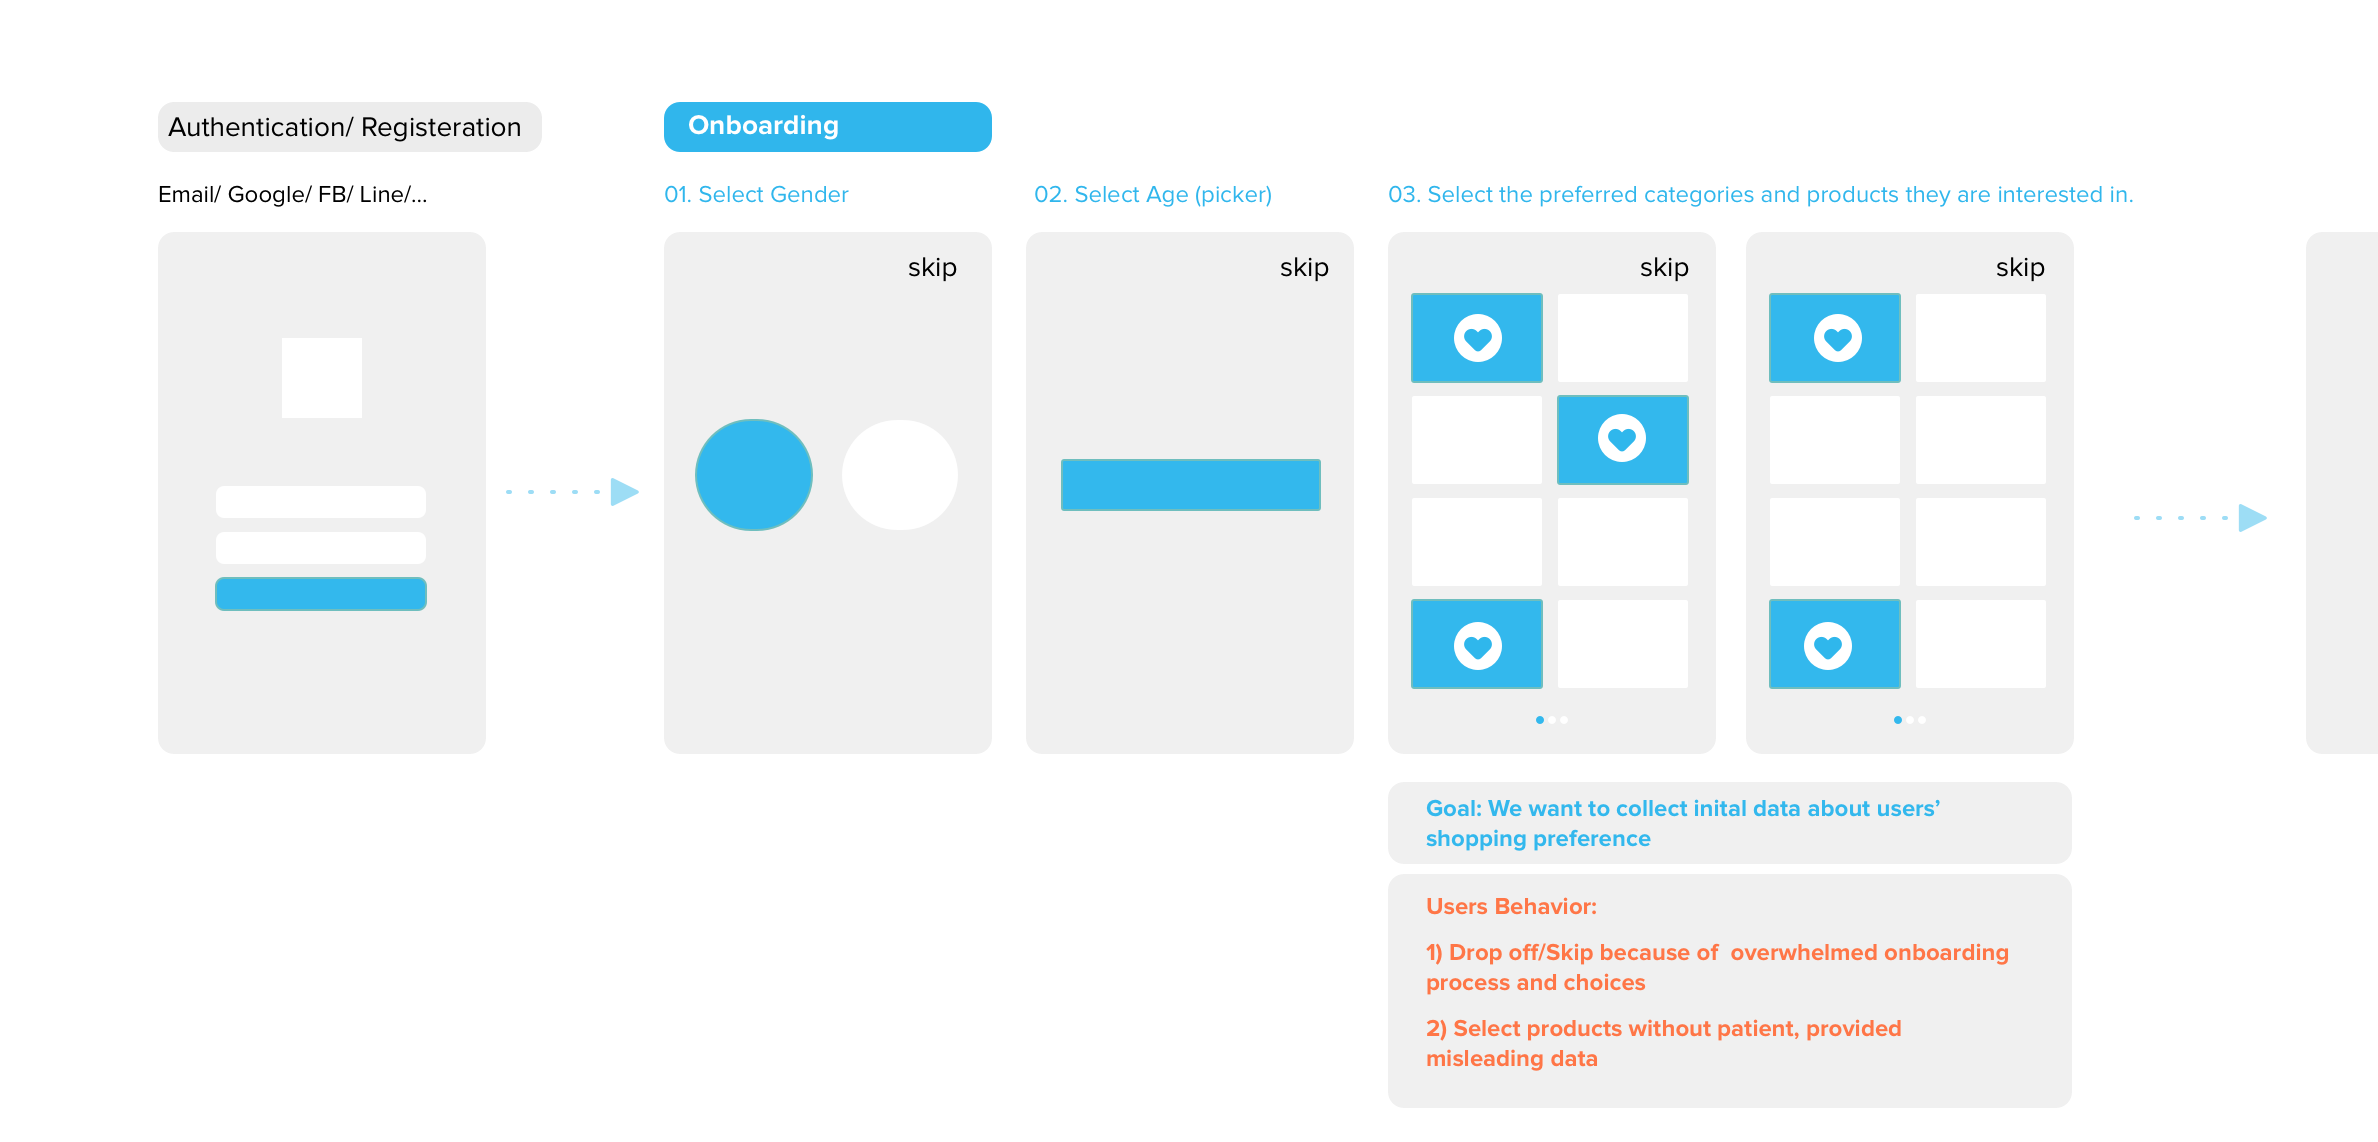 Authentication/ Registeration
Onboarding
Email/ Google/ FB/ Line/...
01. Select Gender
02. Select Age (picker)
03. Select the preferred categories and products they are interested in.
skip
skip
skip
skip
Goal: We want to collect inital data about users’
shopping preference
Users Behavior:
1) Drop off/Skip because of  overwhelmed onboarding
process and choices
2) Select products without patient, provided
misleading data